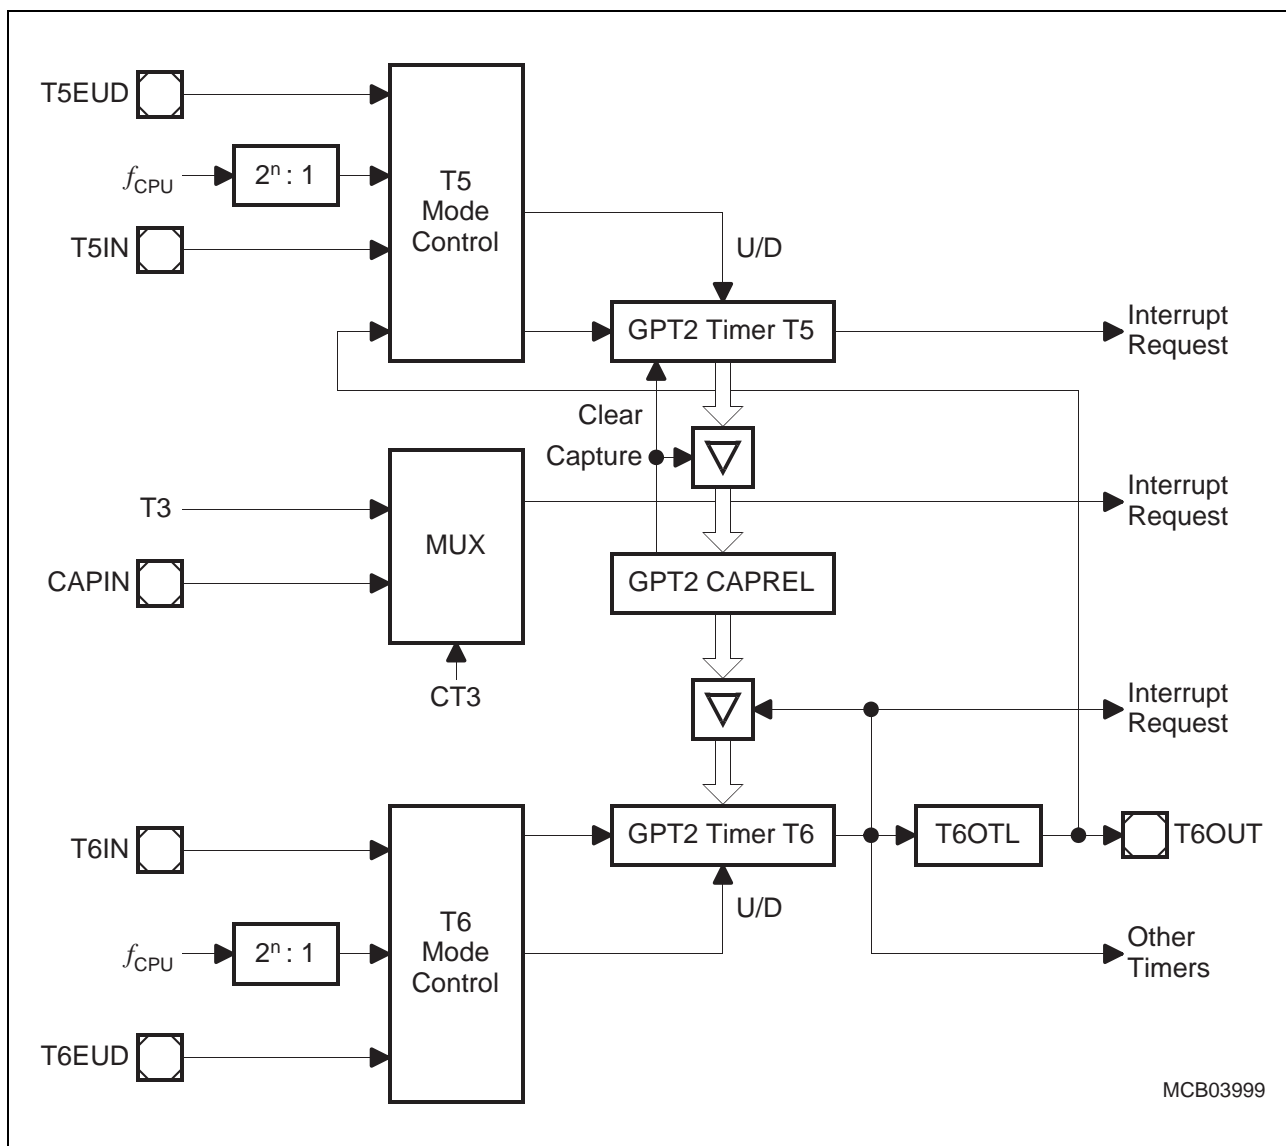 T5EUD
fCPU
2ⁿ : 1
T5IN
T5
Mode
Control
U/D
GPT2 Timer T5
Interrupt
Request
Clear
Capture
T3
CAPIN
MUX
CT3
Interrupt
Request
GPT2 CAPREL
Interrupt
Request
T6IN
fCPU
2ⁿ : 1
T6EUD
T6
Mode
Control
GPT2 Timer T6
U/D
T6OTL
T6OUT
Other
Timers
MCB03999